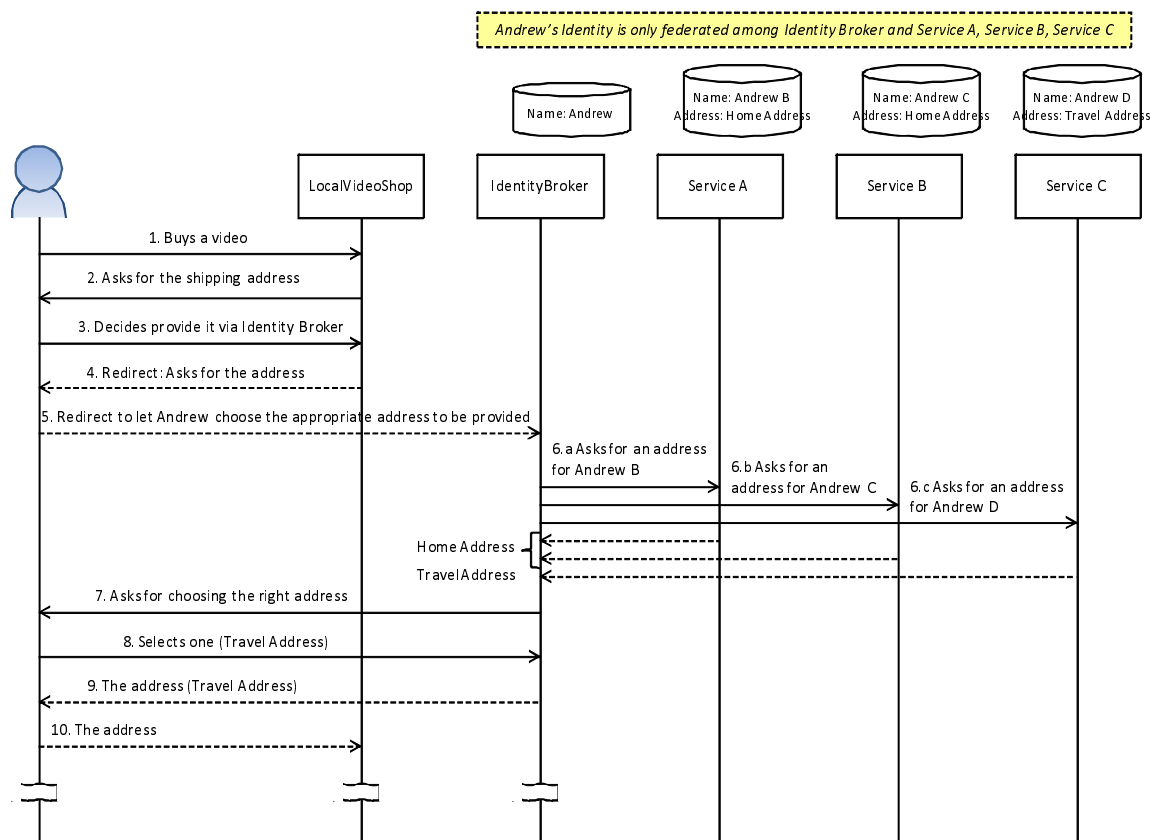 Andrew's Identity is only federated among Identity Broker and Service A, Service B, Service C
Name: Andrew
Name: Andrew B
Address: Home Address
Name: Andrew C
Address: Home Address
Name: Andrew D
Address: Travel Address
LocalVideoShop
IdentityBroker
Service A
Service B
Service C
1. Buys a video
2. Asks for the shipping address
3. Decides provide it via Identity Broker
4. Redirect: Asks for the address
5. Redirect to let Andrew choose the appropriate address to be provided
6.a Asks for an address
for Andrew B
6.b Asks for an
address for Andrew C
6.c Asks for an address
for Andrew D
Home Address
Travel Address
7. Asks for choosing the right address
8. Selects one (Travel Address)
9. The address (Travel Address)
10. The address